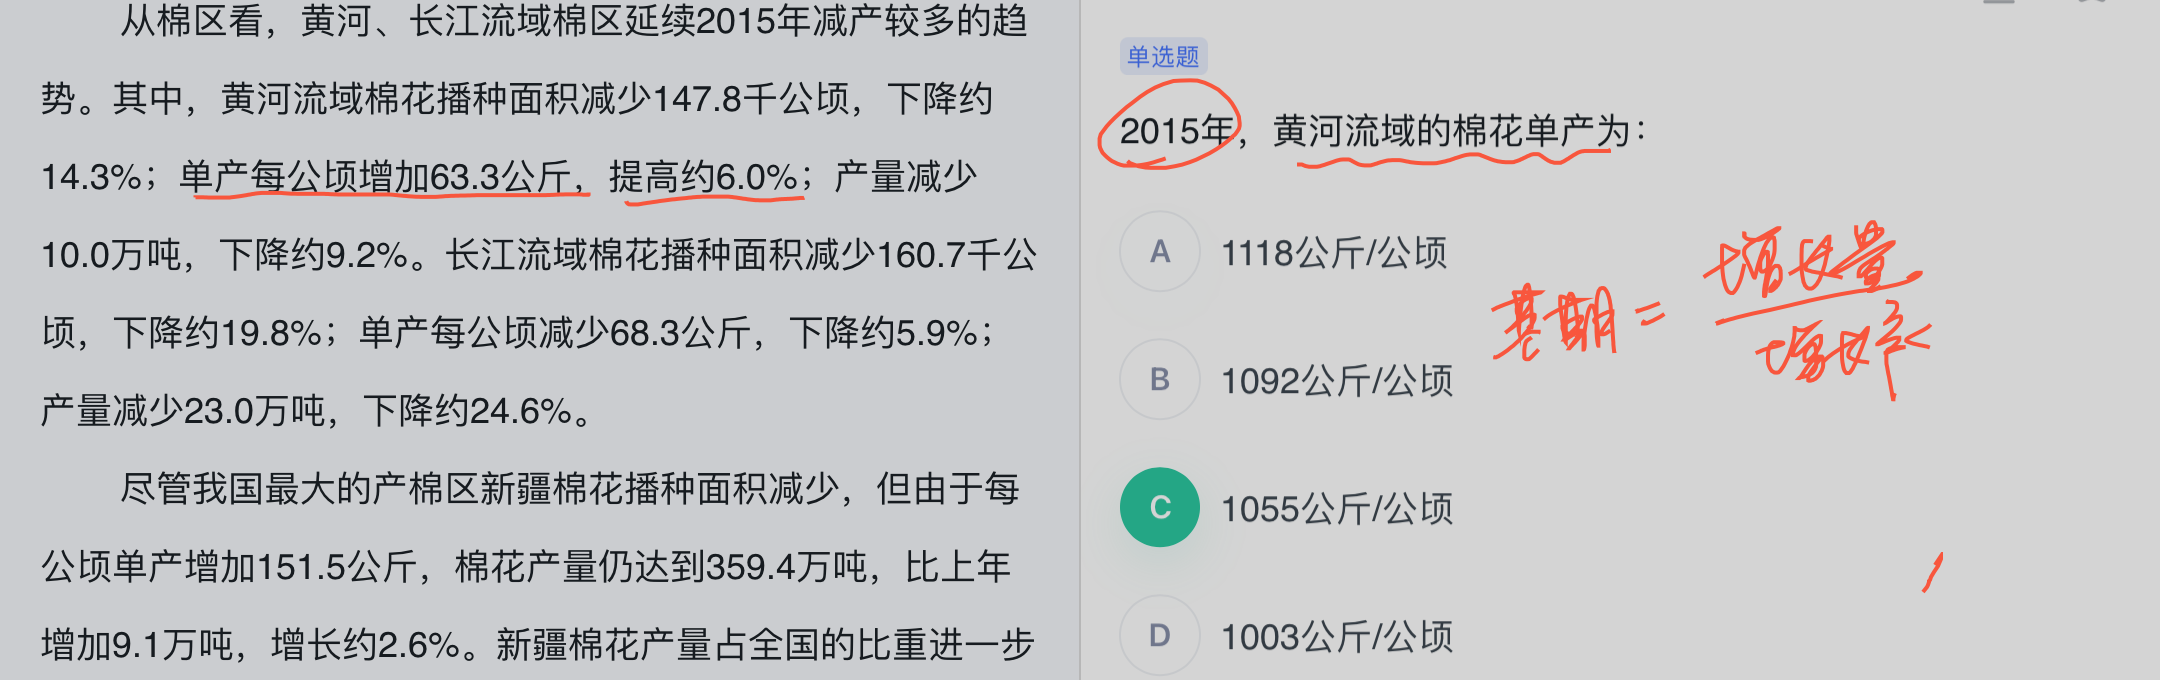 从棉区看，黄河、长江流域棉区延续2015年减产较多的趋
势。其中，黄河流域棉花播种面积减少147.8千公顷，下降约
14.3%；单产每公顷增加63.3公斤，提高约6.0%；产量减少
10.0万吨，下降约9.2%。长江流域棉花播种面积减少160.7千公
顷，下降约19.8%；单产每公顷减少68.3公斤，下降约5.9%；
产量减少23.0万吨，下降约24.6%。
尽管我国最大的产棉区新疆棉花播种面积减少，但由于每
公顷单产增加151.5公斤，棉花产量仍达到359.4万吨，比上年
增加9.1万吨，增长约2.6%。新疆棉花产量占全国的比重进一步
单选题
2015年，黄河流域的棉花单产为：
A 1118公斤/公顷
B 1092公斤/公顷
C 1055公斤/公顷
D 1003公斤/公顷
增长量
基期=
增长率